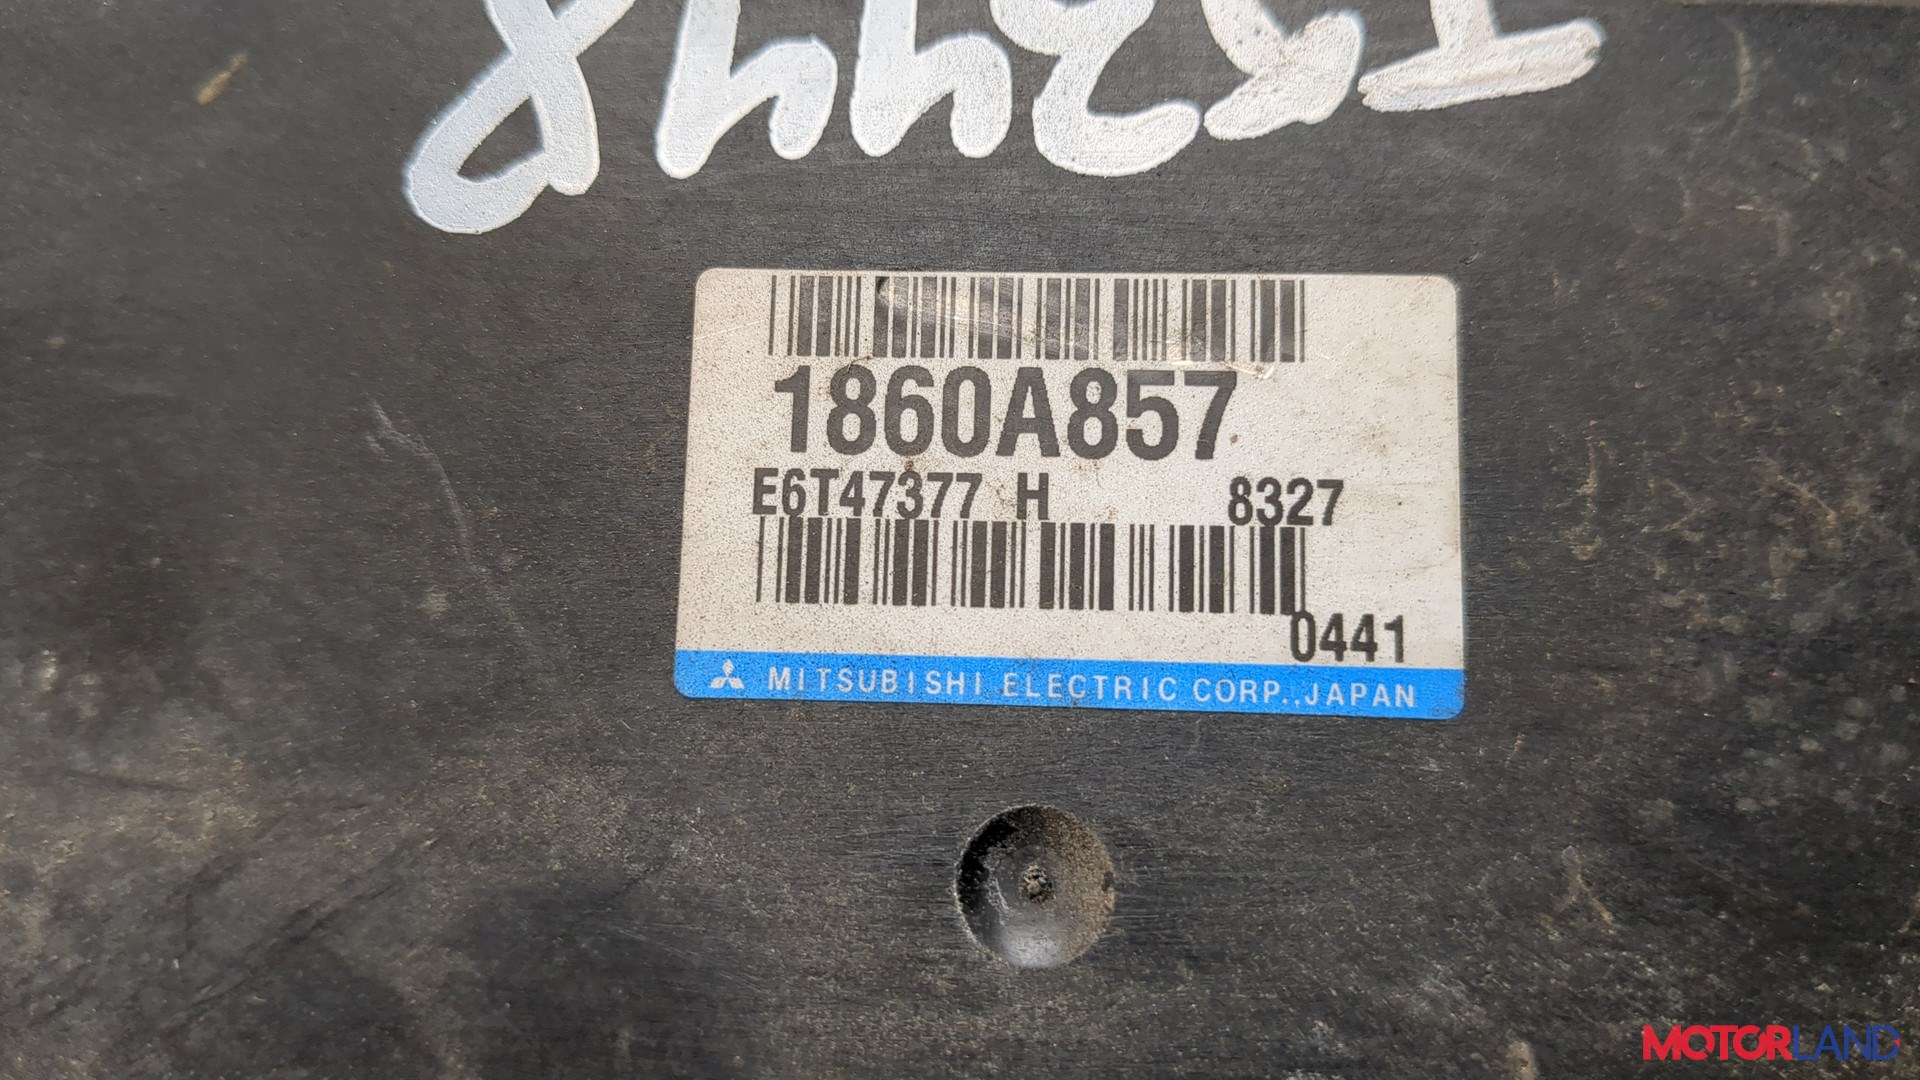 1860A857
E6T47377 H 8327
0441
MITSUBISHI ELECTRIC CORP.,JAPAN
MOTORLAND